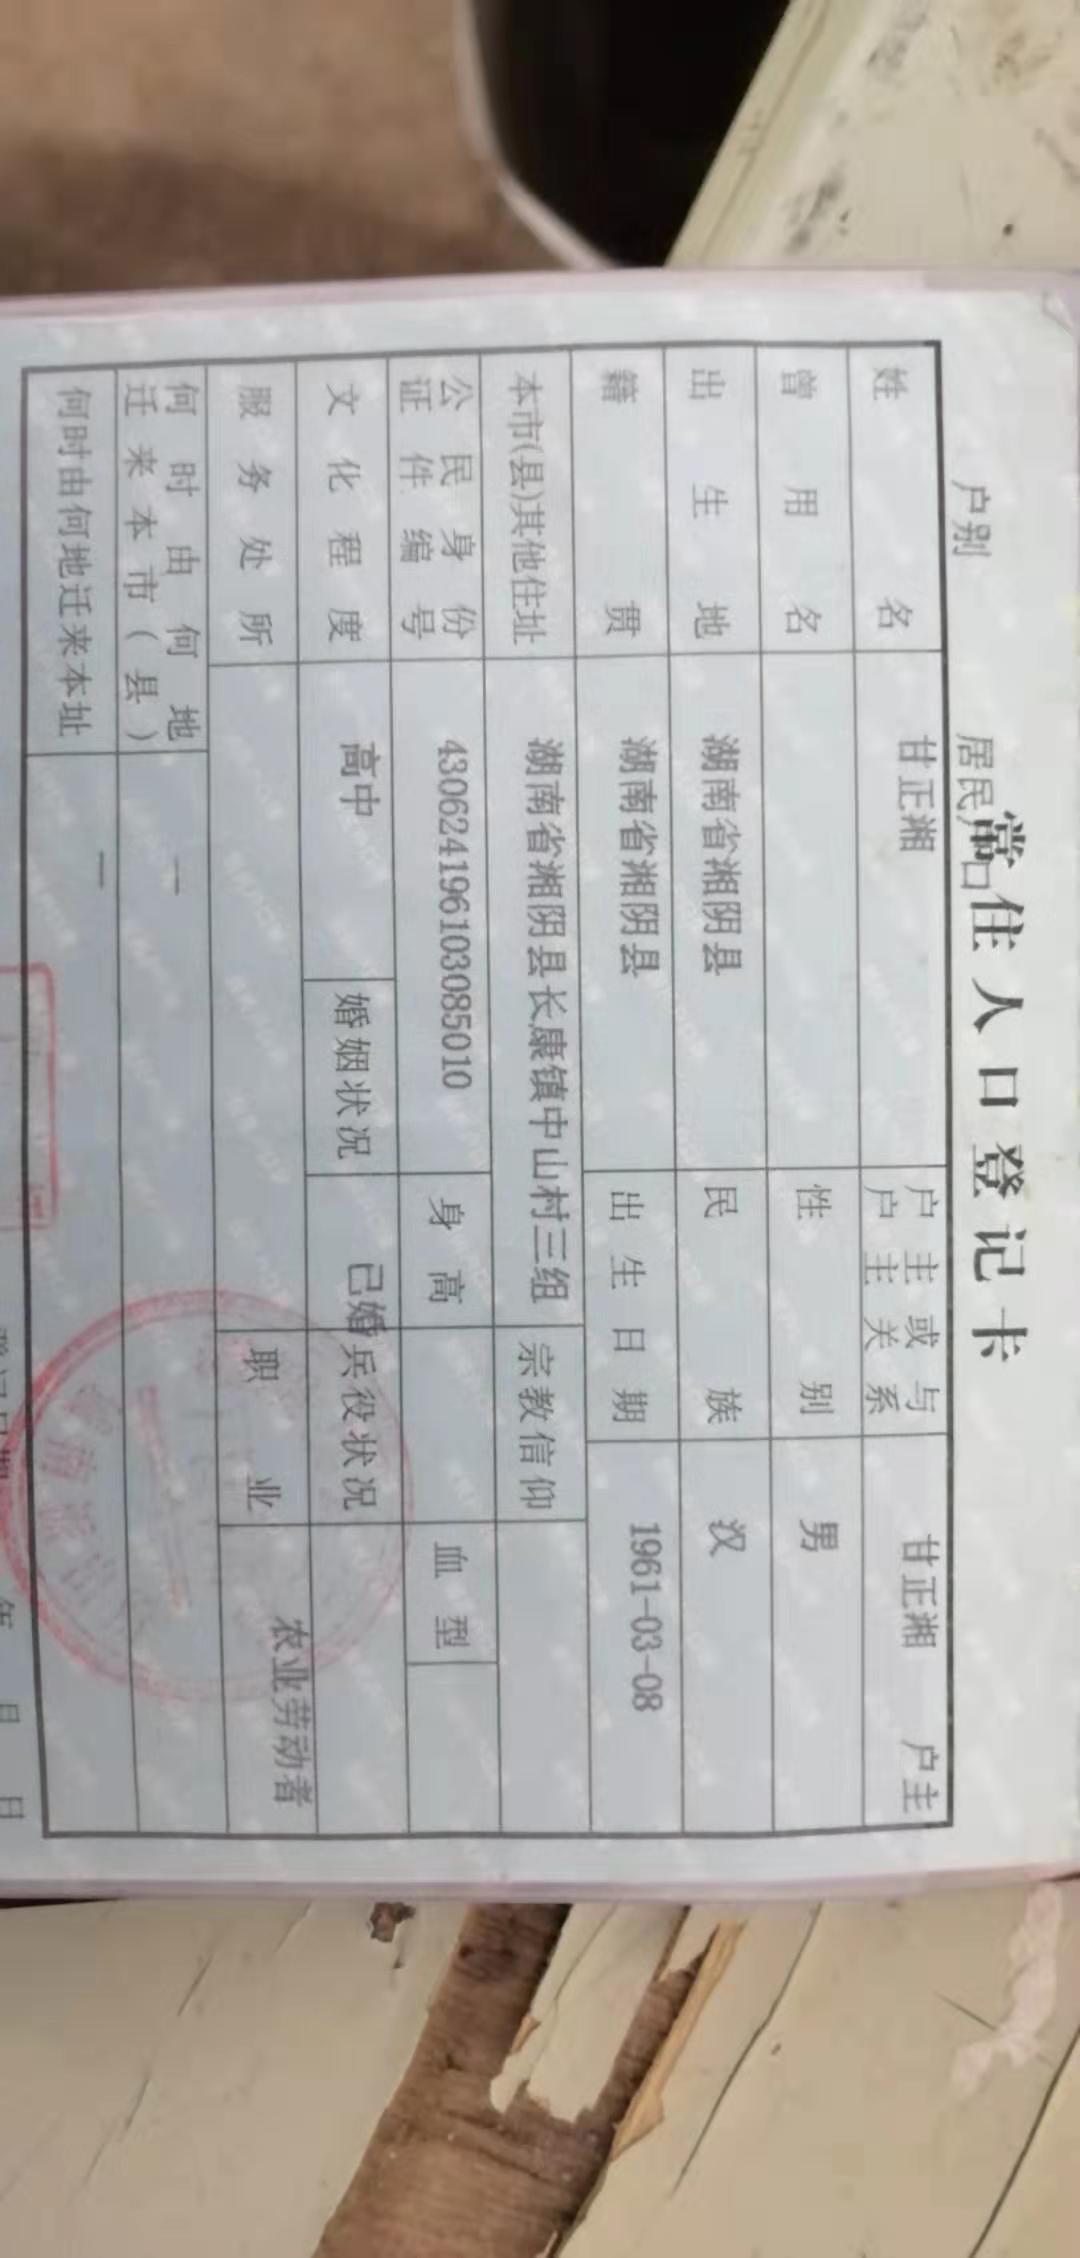 常住人口登记卡
户别 居民户口
姓名 甘正湘 户主或与户主关系 甘正湘 户主
曾用名 性别 男
出生地 湖南省湘阴县 民族 汉
籍贯 湖南省湘阴县 出生日期 1961-03-08
本市(县)其他住址 湖南省湘阴县长康镇中山村三组 宗教信仰
公民身份证件编号 430624196103085010 身高 血型
文化程度 高中 婚姻状况 已婚 兵役状况
服务处所 职业 农业劳动者
何时由何地迁来本市(县) —
何时由何地迁来本址 —
登记日期 年 月 日